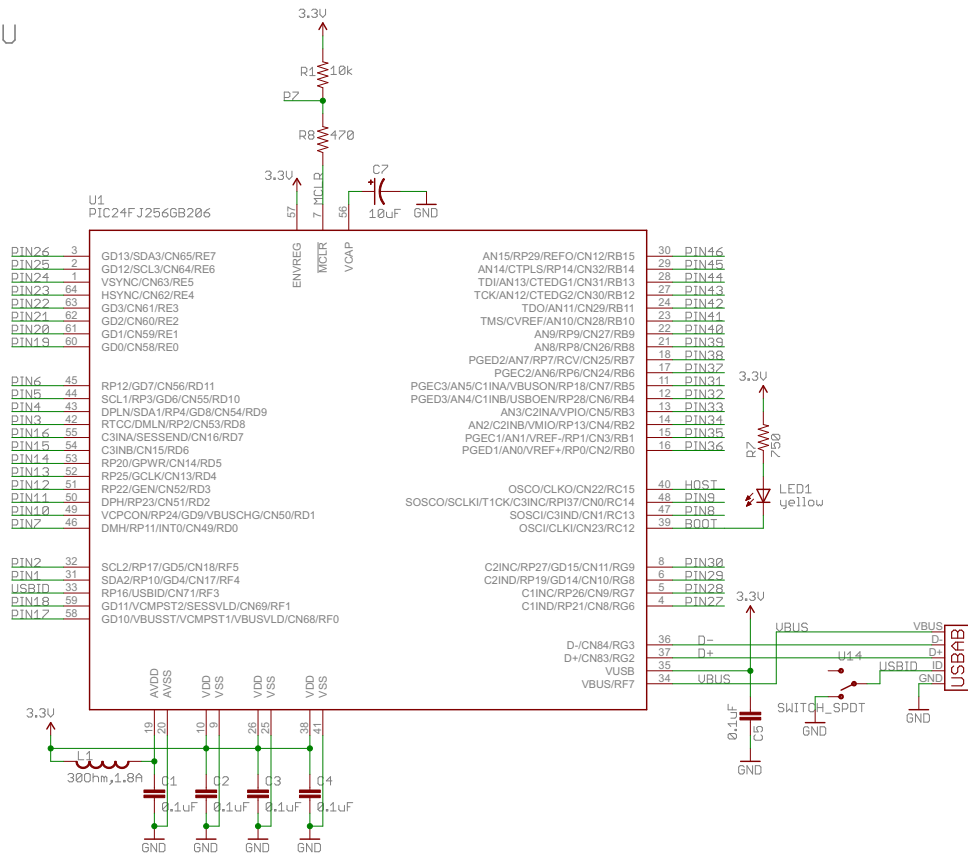 U
3.3V
R1 10k
P7
R8 470
3.3V
MCLR
C7
10uF
GND
57 7 56
U1
PIC24FJ256GB206
ENVREG
MCLR
VCAP
PIN26 3 GD13/SDA3/CN65/RE7
PIN25 2 GD12/SCL3/CN64/RE6
PIN24 1 VSYNC/CN63/RE5
PIN23 64 HSYNC/CN62/RE4
PIN22 63 GD3/CN61/RE3
PIN21 62 GD2/CN60/RE2
PIN20 61 GD1/CN59/RE1
PIN19 60 GD0/CN58/RE0
PIN6 45 RP12/GD7/CN56/RD11
PIN5 44 SCL1/RP3/GD6/CN55/RD10
PIN4 43 DPLN/SDA1/RP4/GD8/CN54/RD9
PIN3 42 RTCC/DMLN/RP2/CN53/RD8
PIN16 55 C3INA/SESSEND/CN16/RD7
PIN15 54 C3INB/CN15/RD6
PIN14 53 RP20/GPWR/CN14/RD5
PIN13 52 RP25/GCLK/CN13/RD4
PIN12 51 RP22/GEN/CN52/RD3
PIN11 50 DPH/RP23/CN51/RD2
PIN10 49 VCPCON/RP24/GD9/VBUSCHG/CN50/RD1
PIN7 46 DMH/RP11/INT0/CN49/RD0
PIN2 32 SCL2/RP17/GD5/CN18/RF5
PIN1 31 SDA2/RP10/GD4/CN17/RF4
USBID 33 RP16/USBID/CN71/RF3
PIN18 59 GD11/VCMPST2/SESSVLD/CN69/RF1
PIN17 58 GD10/VBUSST/VCMPST1/VBUSVLD/CN68/RF0
AN15/RP29/REFO/CN12/RB15 30 PIN46
AN14/CTPLS/RP14/CN32/RB14 29 PIN45
TDI/AN13/CTEDG1/CN31/RB13 28 PIN44
TCK/AN12/CTEDG2/CN30/RB12 27 PIN43
TDO/AN11/CN29/RB11 24 PIN42
TMS/CVREF/AN10/CN28/RB10 23 PIN41
AN9/RP9/CN27/RB9 22 PIN40
AN8/RP8/CN26/RB8 21 PIN39
PGED2/AN7/RP7/RCV/CN25/RB7 18 PIN38
PGEC2/AN6/RP6/CN24/RB6 17 PIN37
PGEC3/AN5/C1INA/VBUSON/RP18/CN7/RB5 11 PIN31
PGED3/AN4/C1INB/USBOEN/RP28/CN6/RB4 12 PIN32
AN3/C2INA/VPIO/CN5/RB3 13 PIN33
AN2/C2INB/VMIO/RP13/CN4/RB2 14 PIN34
PGEC1/AN1/VREF-/RP1/CN3/RB1 15 PIN35
PGED1/AN0/VREF+/RP0/CN2/RB0 16 PIN36
OSCO/CLKO/CN22/RC15 40 HOST
SOSCO/SCLKI/T1CK/C3INC/RPI37/CN0/RC14 48 PIN9
SOSCI/C3IND/CN1/RC13 47 PIN8
OSCI/CLKI/CN23/RC12 39 BOOT
C2INC/RP27/GD15/CN11/RG9 8 PIN30
C2IND/RP19/GD14/CN10/RG8 6 PIN29
C1INC/RP26/CN9/RG7 5 PIN28
C1IND/RP21/CN8/RG6 4 PIN27
D-/CN84/RG3 36 D-
D+/CN83/RG2 37 D+
VUSB 35
VBUS/RF7 34 VBUS
3.3V
R7
750
LED1
yellow
3.3V
VBUS
0.1uF
C5
GND
U14
SWITCH_SPDT
GND
USBID
VBUS
D-
D+
ID
GND
USBAB
GND
AVDD AVSS VDD VSS VDD VSS VDD VSS
19 20 10 9 26 25 38 41
3.3V
L1
30Ohm,1.8A
C1 C2 C3 C4
0.1uF 0.1uF 0.1uF 0.1uF
GND GND GND GND